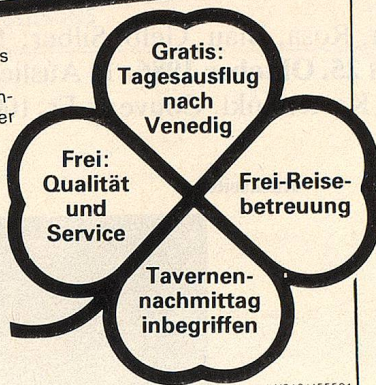 Gratis:
Tagesausflug
nach
Venedig
Frei:
Qualität
und
Service
Frei-Reise-
betreuung
Tavernen-
nachmittag
inbegriffen